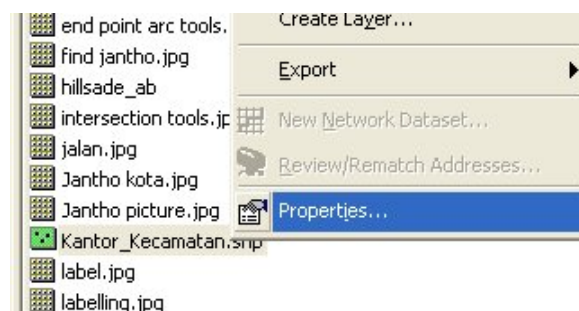 end point arc tools.
find jantho.jpg
hillsade_ab
intersection tools.jp
jalan.jpg
Jantho kota.jpg
Jantho picture.jpg
Kantor_Kecamatan.shp
label.jpg
labelling.jpg
Create Layer...
Export
New Network Dataset...
Review/Rematch Addresses...
Properties...